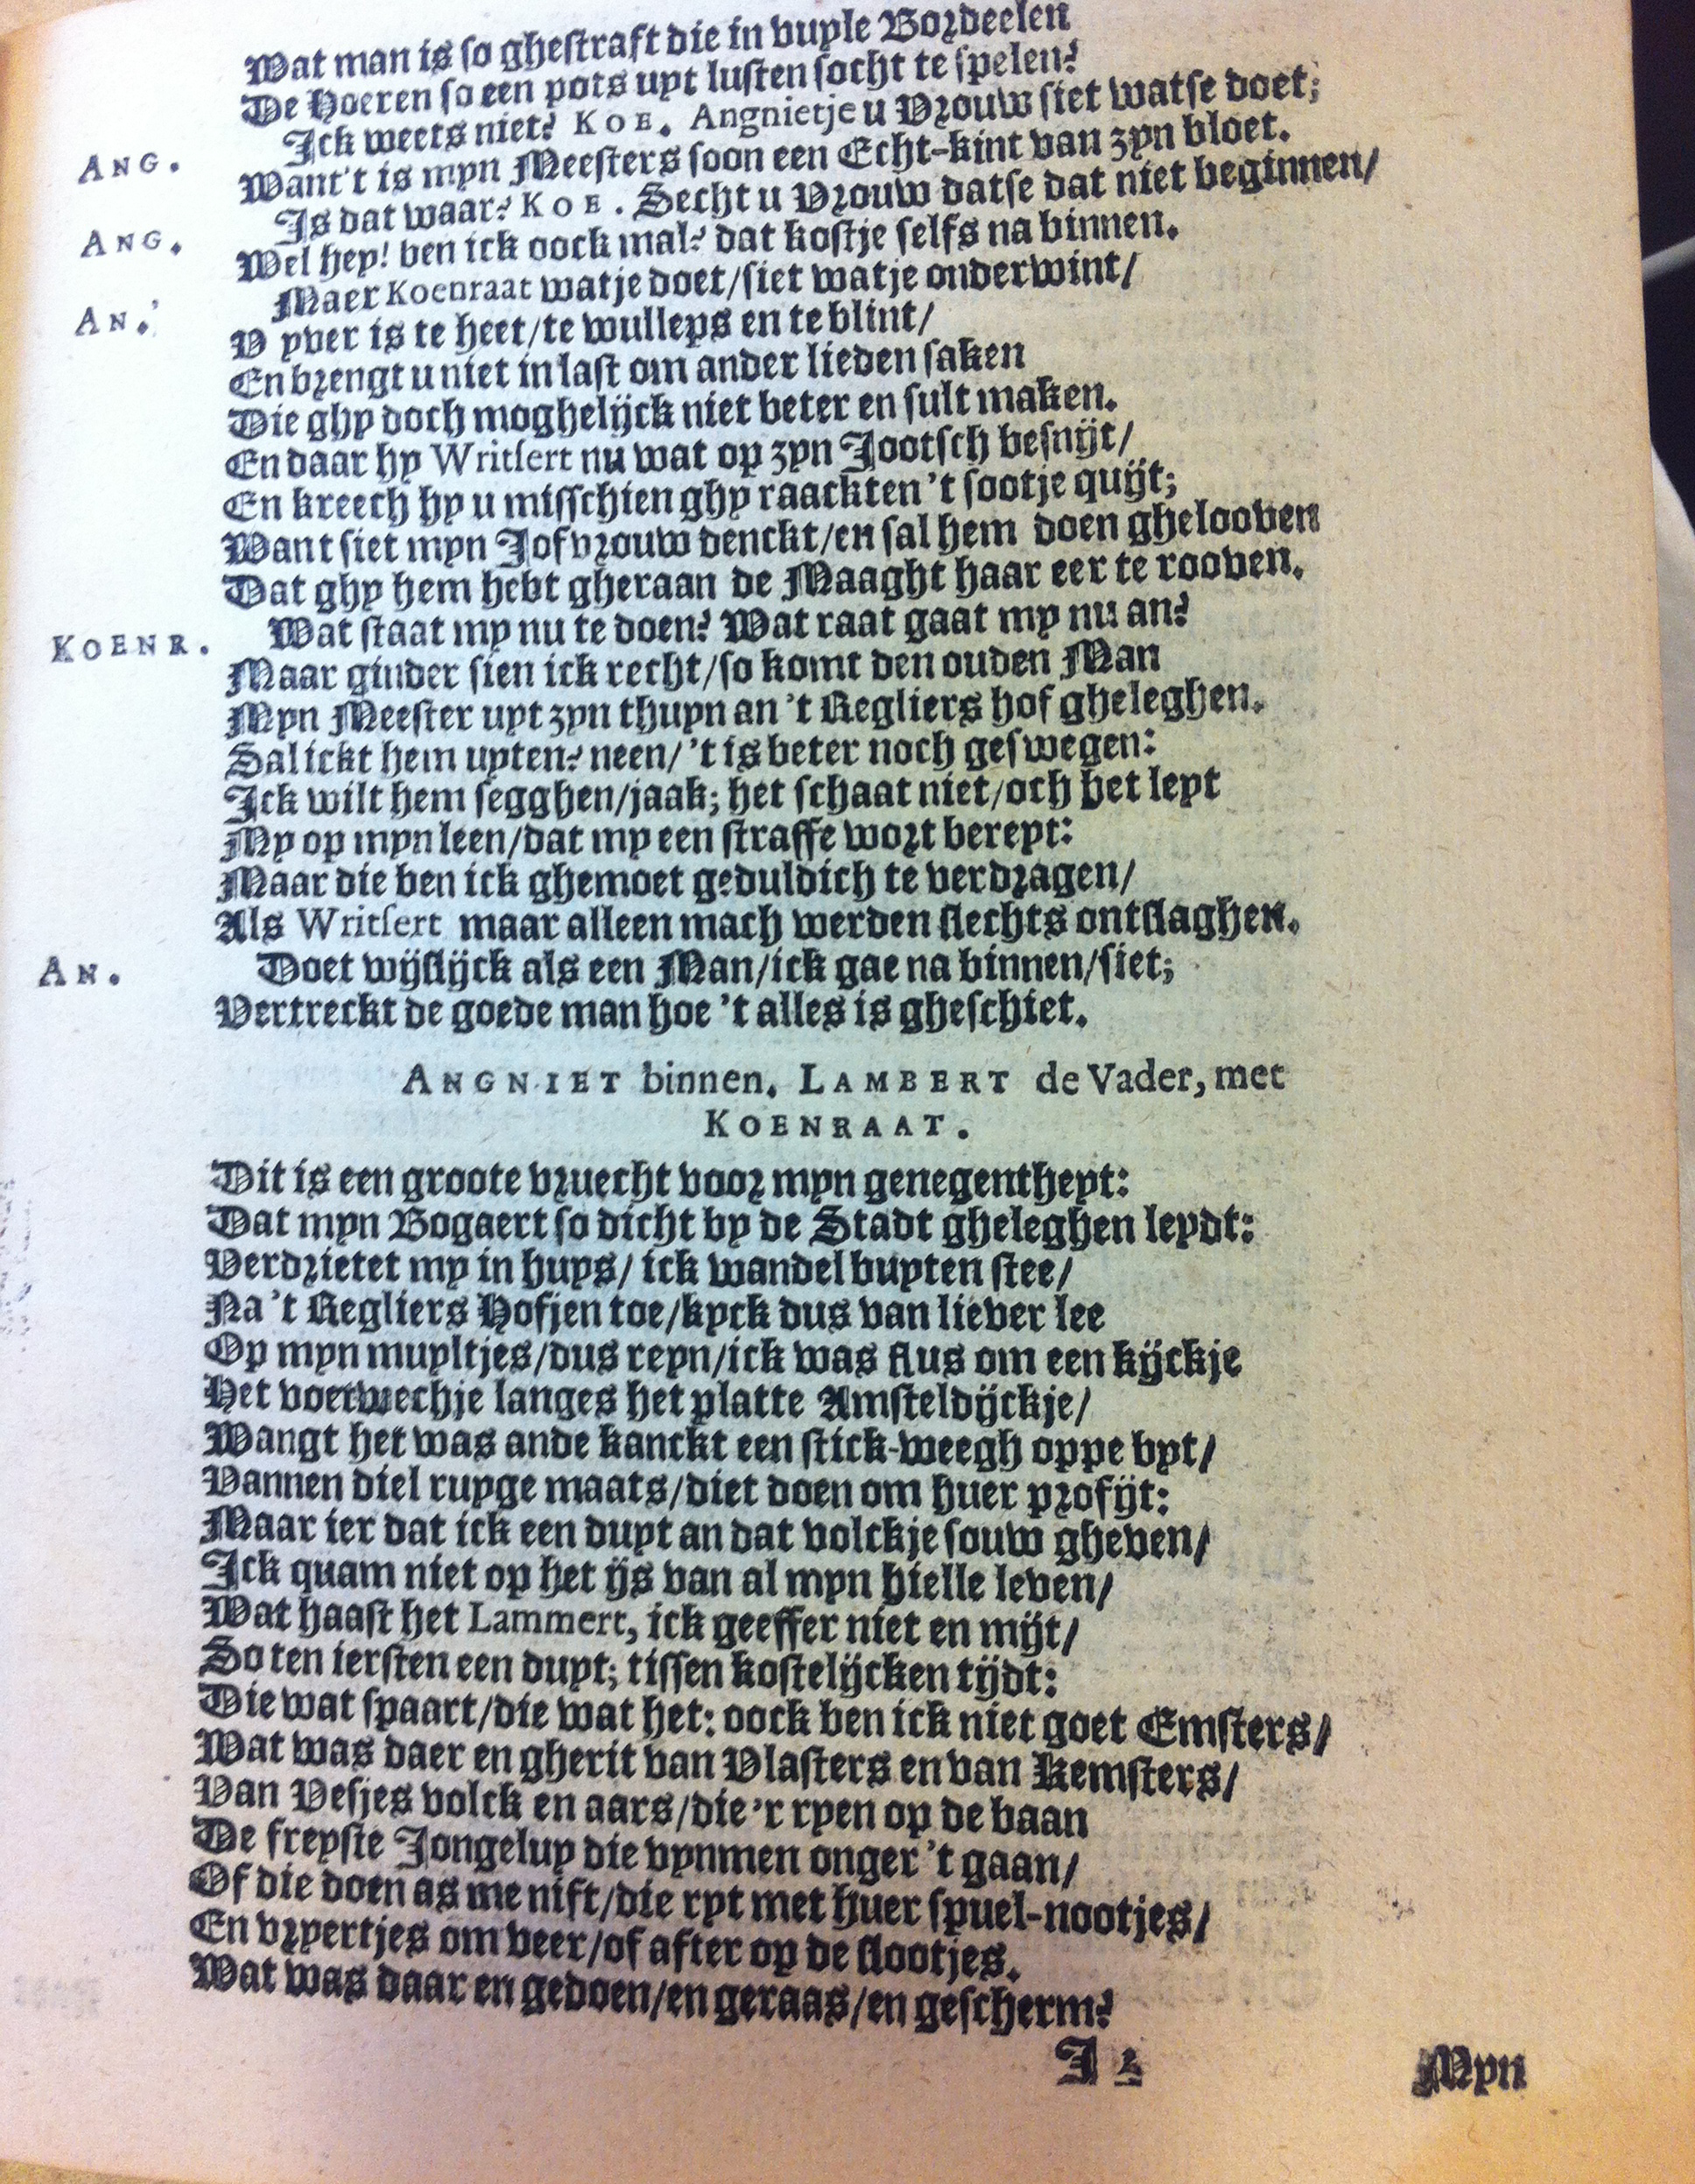 Wat man is so ghestraft die in vuyle Bordeelen
De Hoeren so een pots uyt lusten socht te spelen?
ANG. Ick weets niet? KOE. Angnietje u Vrouw siet watse doet;
Want 't is myn Meesters soon een Echt-kint van zyn bloet.
ANG. Is dat waar? KOE. Secht u Vrouw datse dat niet beginnen/
Wel hey! ben ick oock mal? dat kostje selfs na binnen.
AN. Maer Koenraat watje doet/siet watje onderwint/
U yver is te heet/te wulleps en te blint/
En brengt u niet in last om ander lieden saken
Die ghy doch moghelijck niet beter en sult maken.
En daar hy Writsert nu wat op zyn Jootsch besnijt/
En kreech hy u misschien ghy raackten 't sootje quijt;
Want siet myn Jofvrouw denckt/en sal hem doen ghelooven
Dat ghy hem hebt gheraan de Maaght haar eer te rooven.
KOENR. Wat staat my nu te doen? Wat raat gaat my nu an?
Maar ginder sien ick recht/so komt den ouden Man
Myn Meester uyt zyn thuyn an 't Regliers hof gheleghen.
Sal ickt hem uyten? neen/'t is beter noch geswegen:
Ick wilt hem segghen/jaak; het schaat niet/och het leyt
My op myn leen/dat my een straffe wort bereyt:
Maar die ben ick ghemoet geduldich te verdragen/
Als Writsert maar alleen mach werden slechts ontslaghen.
AN. Doet wijslijck als een Man/ick gae na binnen/siet;
Vertreckt de goede man hoe 't alles is gheschiet.
ANGNIET binnen. LAMBERT de Vader, met
KOENRAAT.
Dit is een groote vruecht voor myn genegentheyt:
Dat myn Bogaert so dicht by de Stadt gheleghen leydt:
Verdrietet my in huys/ ick wandel buyten stee/
Na 't Regliers Hofjen toe/kyck dus van liever lee
Op myn muyltjes/dus reyn/ick was flus om een kijckje
Het voerwechje langes het platte Amsteldijckje/
Wangt het was ande kanckt een stick-weegh oppe byt/
Vannen diel ruyge maats/diet doen om huer profijt:
Maar ier dat ick een duyt an dat volckje souw gheven/
Ick quam niet op het ijs van al myn hielle leven/
Wat haast het Lammert, ick geeffer niet en mijt/
So ten iersten een duyt; tissen kostelijcken tijdt:
Die wat spaart/die wat het: oock ben ick niet goet Emsters/
Wat was daer en gherit van Vlasters en van Kemsters/
Van Vesjes volck en aars/die 'r ryen op de baan
De freyste Jongeluy die vynmen onger 't gaan/
Of die doen as me nift/die ryt met huer spuel-nootjes/
En vrypertjes om veer/of after op de slootjes.
Wat was daar en gedoen/en geraas/en gescherm?
I 2 Myn